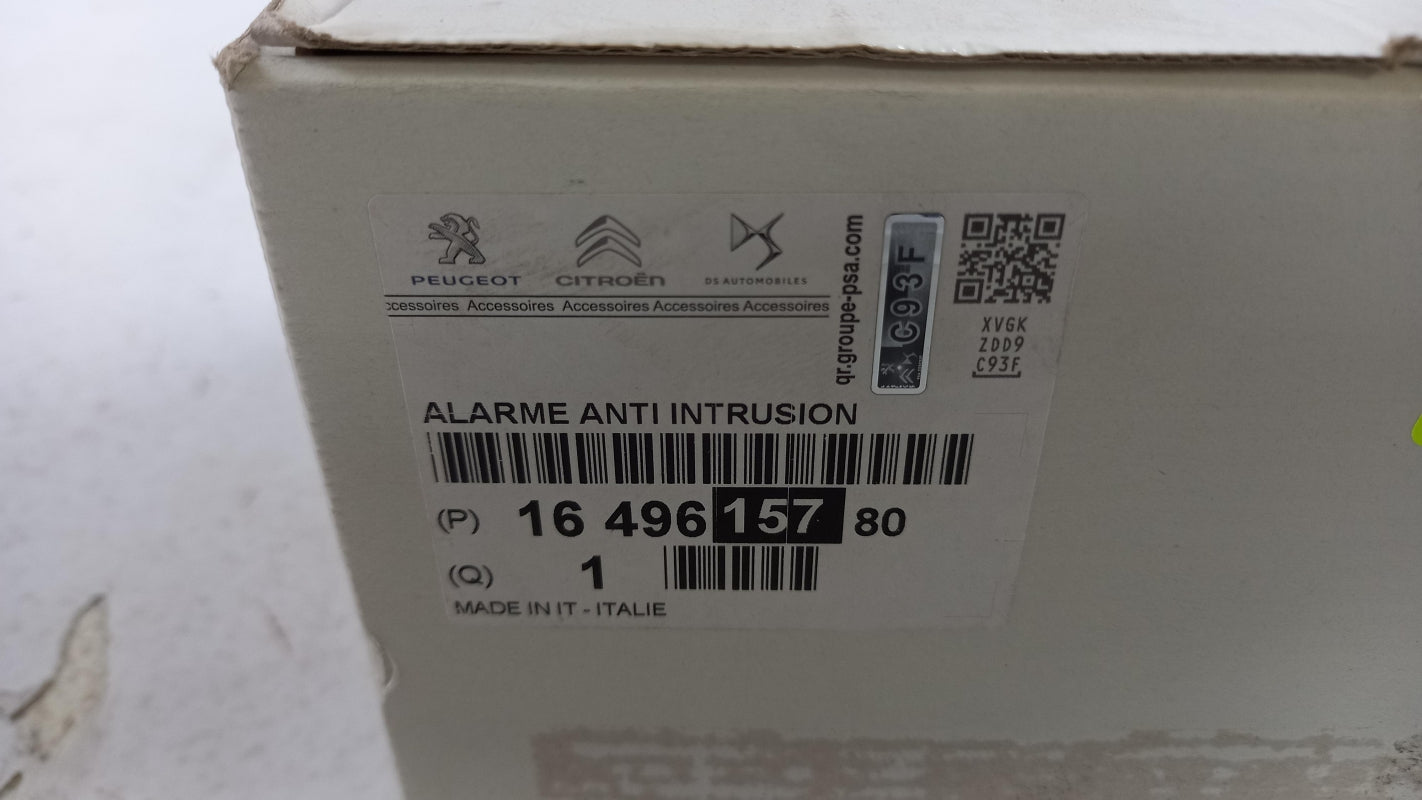 PEUGEOT CITROËN DS AUTOMOBILES
ccessoires Accessoires Accessoires Accessoires Accessoires
qr.groupe-psa.com
C93F
XVGK
ZDD9
C93F
ALARME ANTI INTRUSION
(P) 16 496 157 80
(Q) 1
MADE IN IT - ITALIE